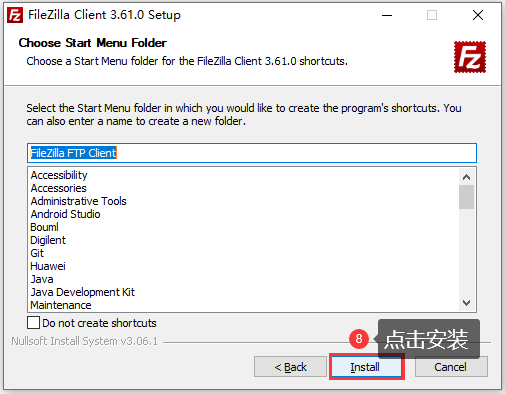 FileZilla Client 3.61.0 Setup
Choose Start Menu Folder
Choose a Start Menu folder for the FileZilla Client 3.61.0 shortcuts.
Fz
Select the Start Menu folder in which you would like to create the program's shortcuts. You
can also enter a name to create a new folder.
FileZilla FTP Client
Accessibility
Accessories
Administrative Tools
Android Studio
Bouml
Digilent
Git
Huawei
Java
Java Development Kit
Maintenance
Do not create shortcuts
8 点击安装
Nullsoft Install System v3.06.1
< Back Install Cancel